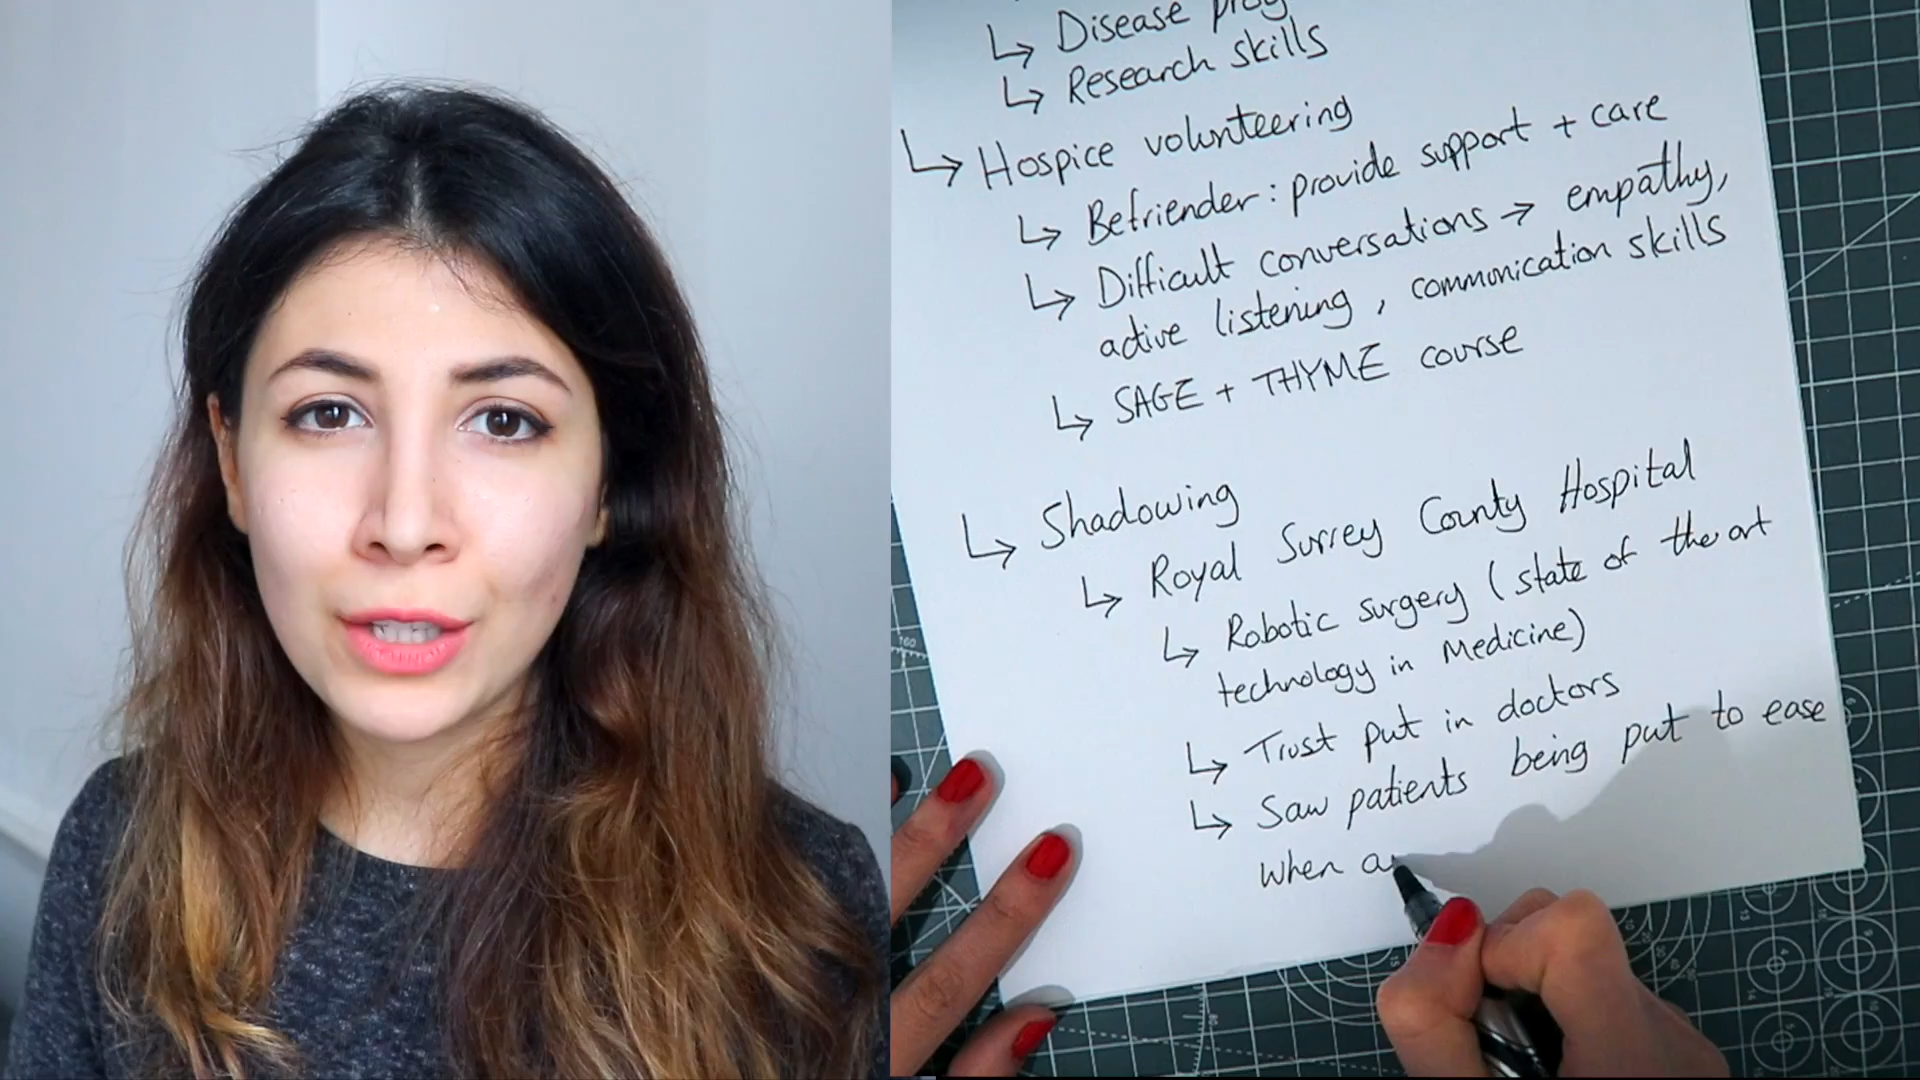 ↳ Disease prog
↳ Research skills
↳ Hospice volunteering
↳ Befriender: provide support + care
↳ Difficult conversations → empathy,
active listening, communication skills
↳ SAGE + THYME course
↳ Shadowing
↳ Royal Surrey County Hospital
↳ Robotic surgery (state of the art
technology in Medicine)
↳ Trust put in doctors
↳ Saw patients being put to ease
when a